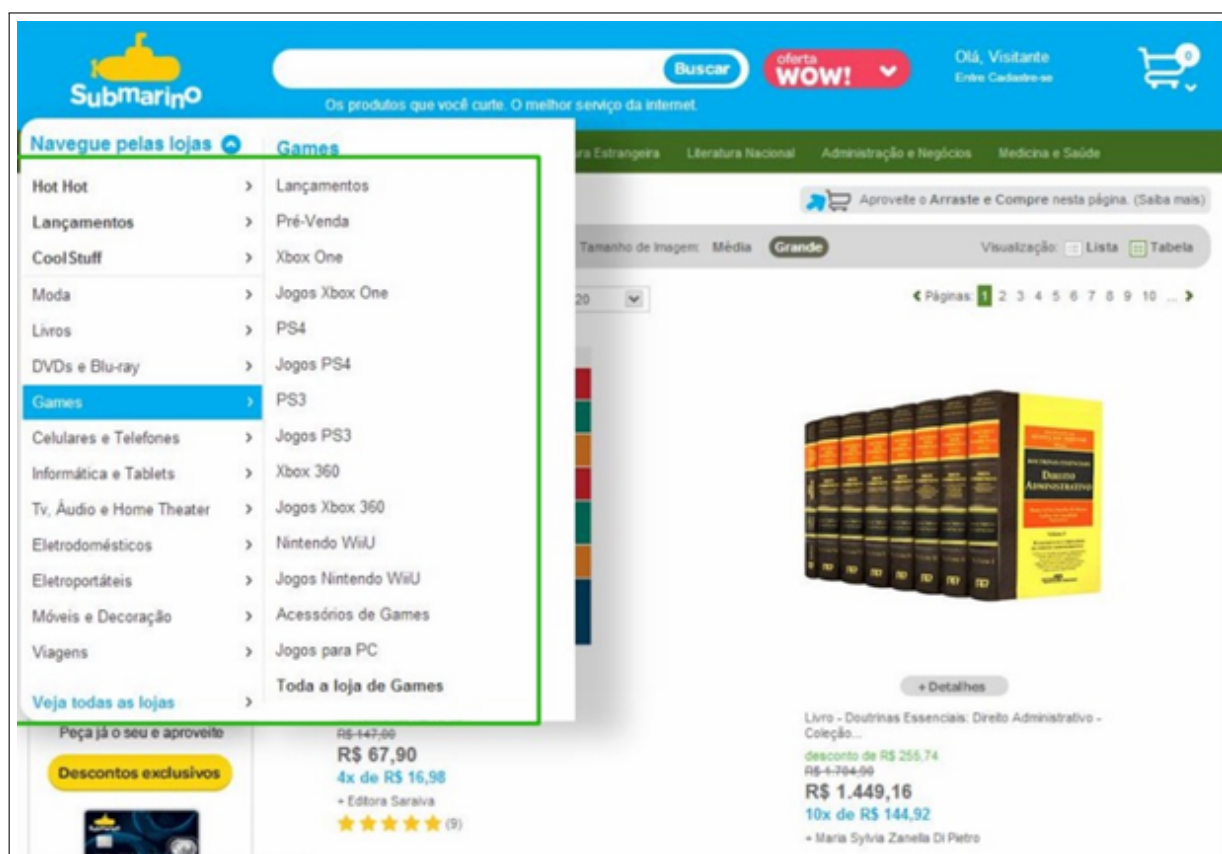 Submarino
Buscar
oferta
WOW!
Olá, Visitante
Entre Cadastre-se
0
Os produtos que você curte. O melhor serviço da internet.
Navegue pelas lojas
Games
ra Estrangeira
Literatura Nacional
Administração e Negócios
Medicina e Saúde
Hot Hot
Lançamentos
Cool Stuff
Moda
Livros
DVDs e Blu-ray
Games
Celulares e Telefones
Informática e Tablets
Tv, Áudio e Home Theater
Eletrodomésticos
Eletroportáteis
Móveis e Decoração
Viagens
Veja todas as lojas
Lançamentos
Pré-Venda
Xbox One
Jogos Xbox One
PS4
Jogos PS4
PS3
Jogos PS3
Xbox 360
Jogos Xbox 360
Nintendo WiiU
Jogos Nintendo WiiU
Acessórios de Games
Jogos para PC
Toda a loja de Games
Aproveite o Arraste e Compre nesta página. (Saiba mais)
Tamanho de Imagem: Média Grande
Visualização: Lista Tabela
20
Páginas: 1 2 3 4 5 6 7 8 9 10 ...
Direito
Administrativo
+ Detalhes
Livro - Doutrinas Essenciais: Direito Administrativo -
Coleção...
desconto de R$ 255,74
R$ 1.704,90
R$ 1.449,16
10x de R$ 144,92
+ Maria Sylvia Zanella Di Pietro
Peça já o seu e aproveite
Descontos exclusivos
R$ 147,00
R$ 67,90
4x de R$ 16,98
+ Editora Saraiva
(9)